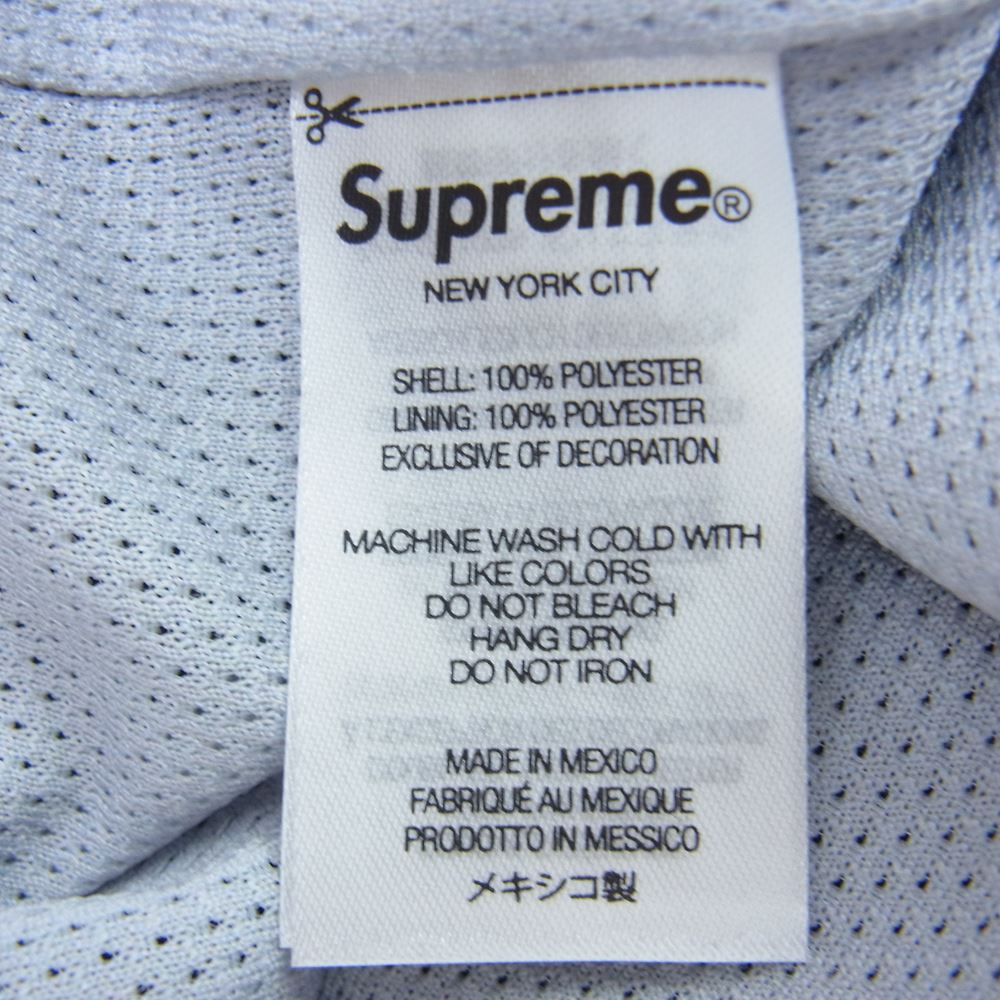 Supreme®
NEW YORK CITY
SHELL: 100% POLYESTER
LINING: 100% POLYESTER
EXCLUSIVE OF DECORATION
MACHINE WASH COLD WITH
LIKE COLORS
DO NOT BLEACH
HANG DRY
DO NOT IRON
MADE IN MEXICO
FABRIQUÉ AU MEXIQUE
PRODOTTO IN MESSICO
メキシコ製